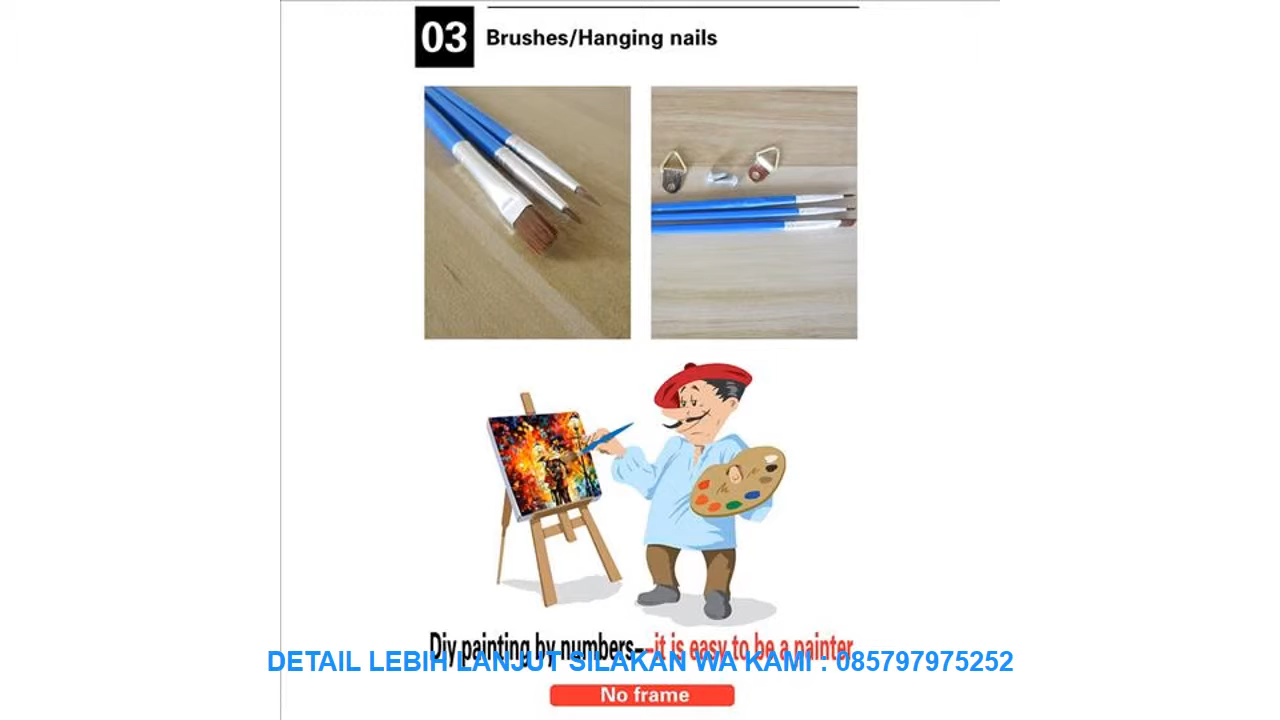 03
Brushes/Hanging nails
Diy painting by numbers--it is easy to be a painter
DETAIL LEBIH LANJUT SILAKAN WA KAMI : 085797975252
No frame